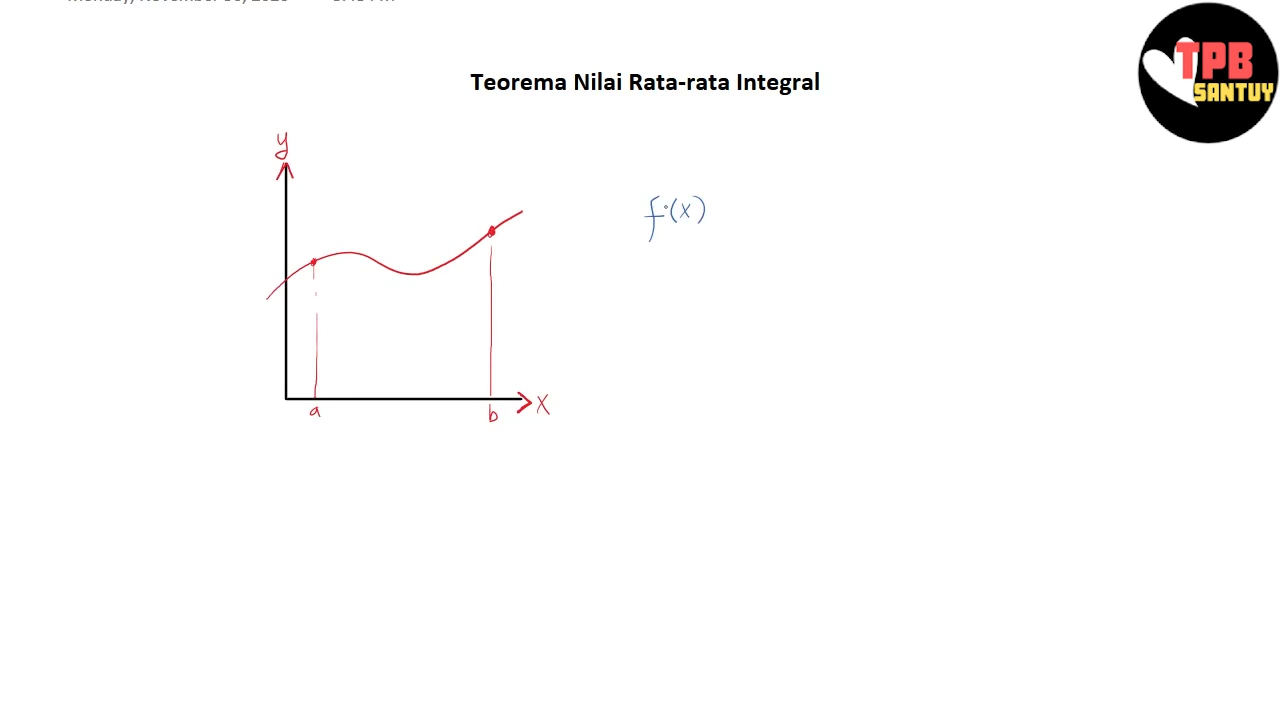 TPB
SANTUY
Teorema Nilai Rata-rata Integral
y
f(x)
a
b
X